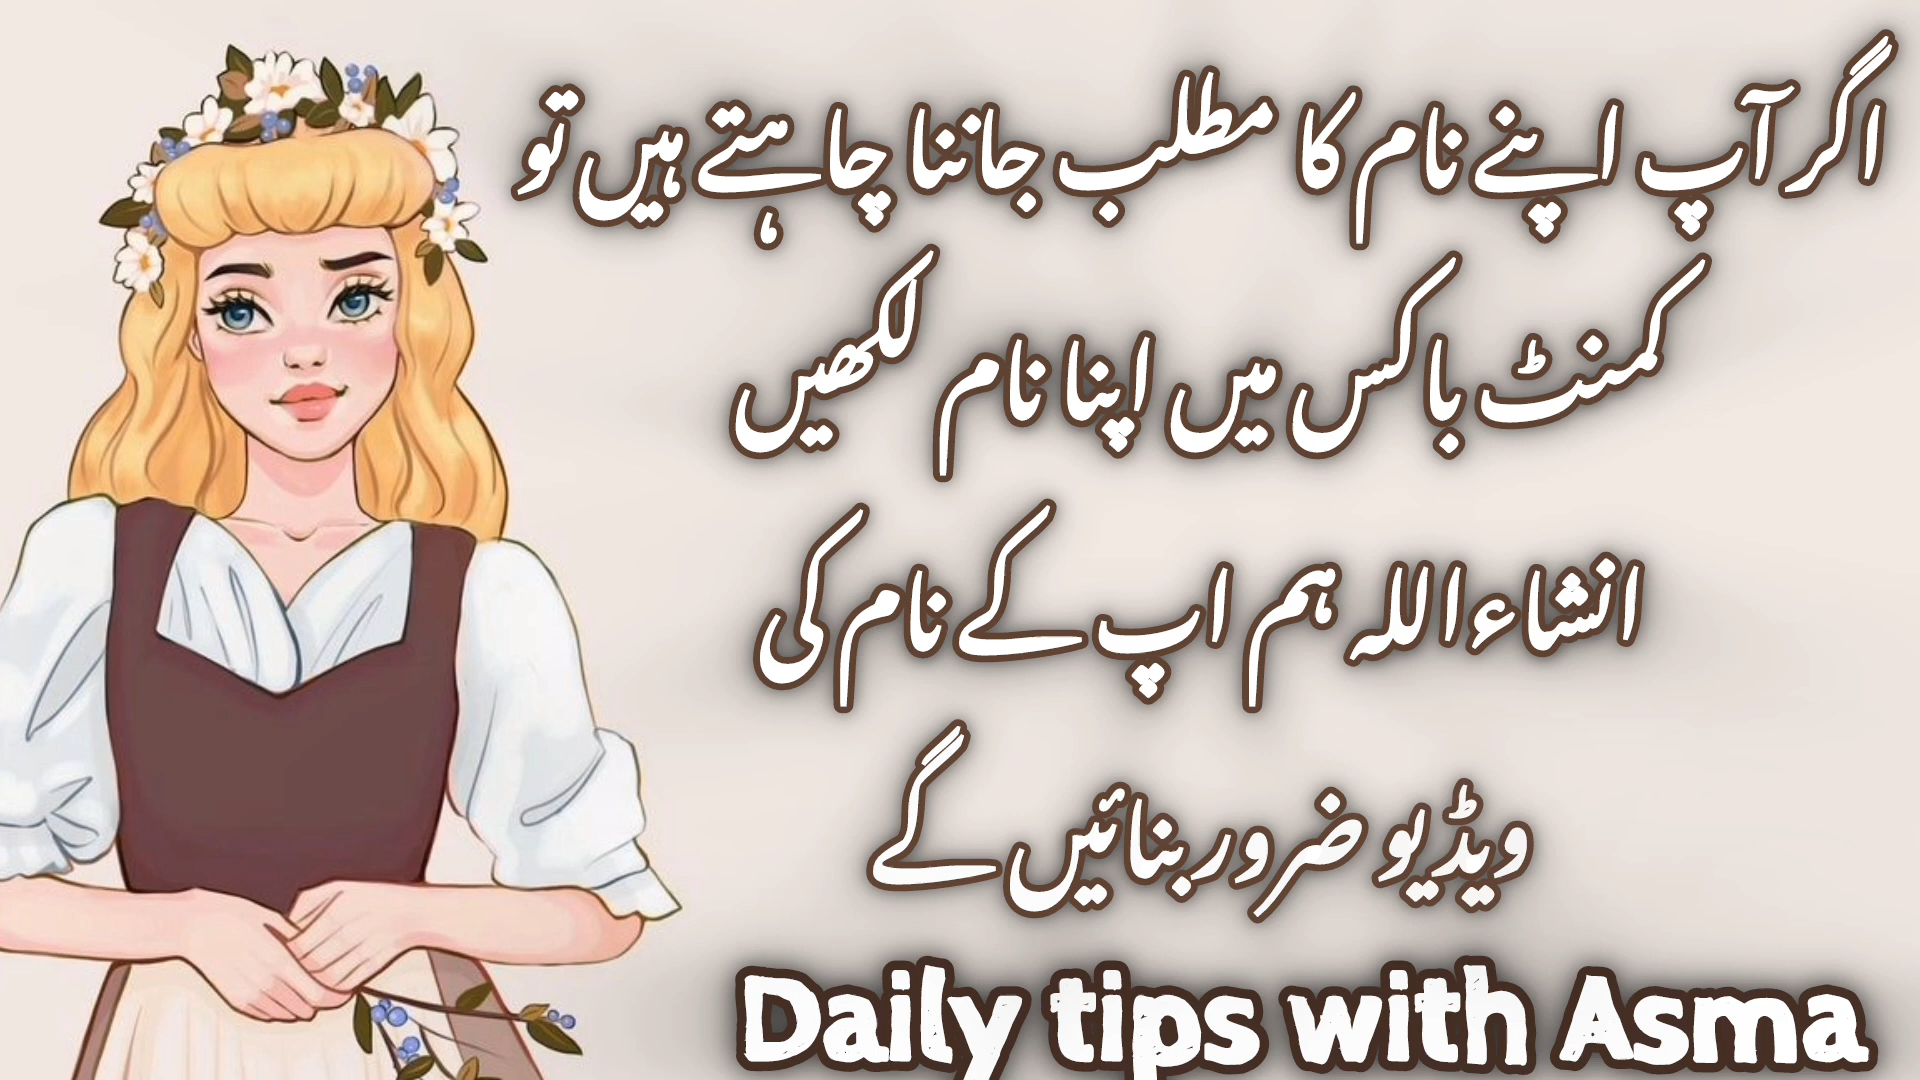 اگر آپ اپنے نام کا مطلب جاننا چاہتے ہیں تو
کمنٹ باکس میں اپنا نام لکھیں
انشاءاللہ ہم اپ کے نام کی
ویڈیو ضرور بنائیں گے
Daily tips with Asma